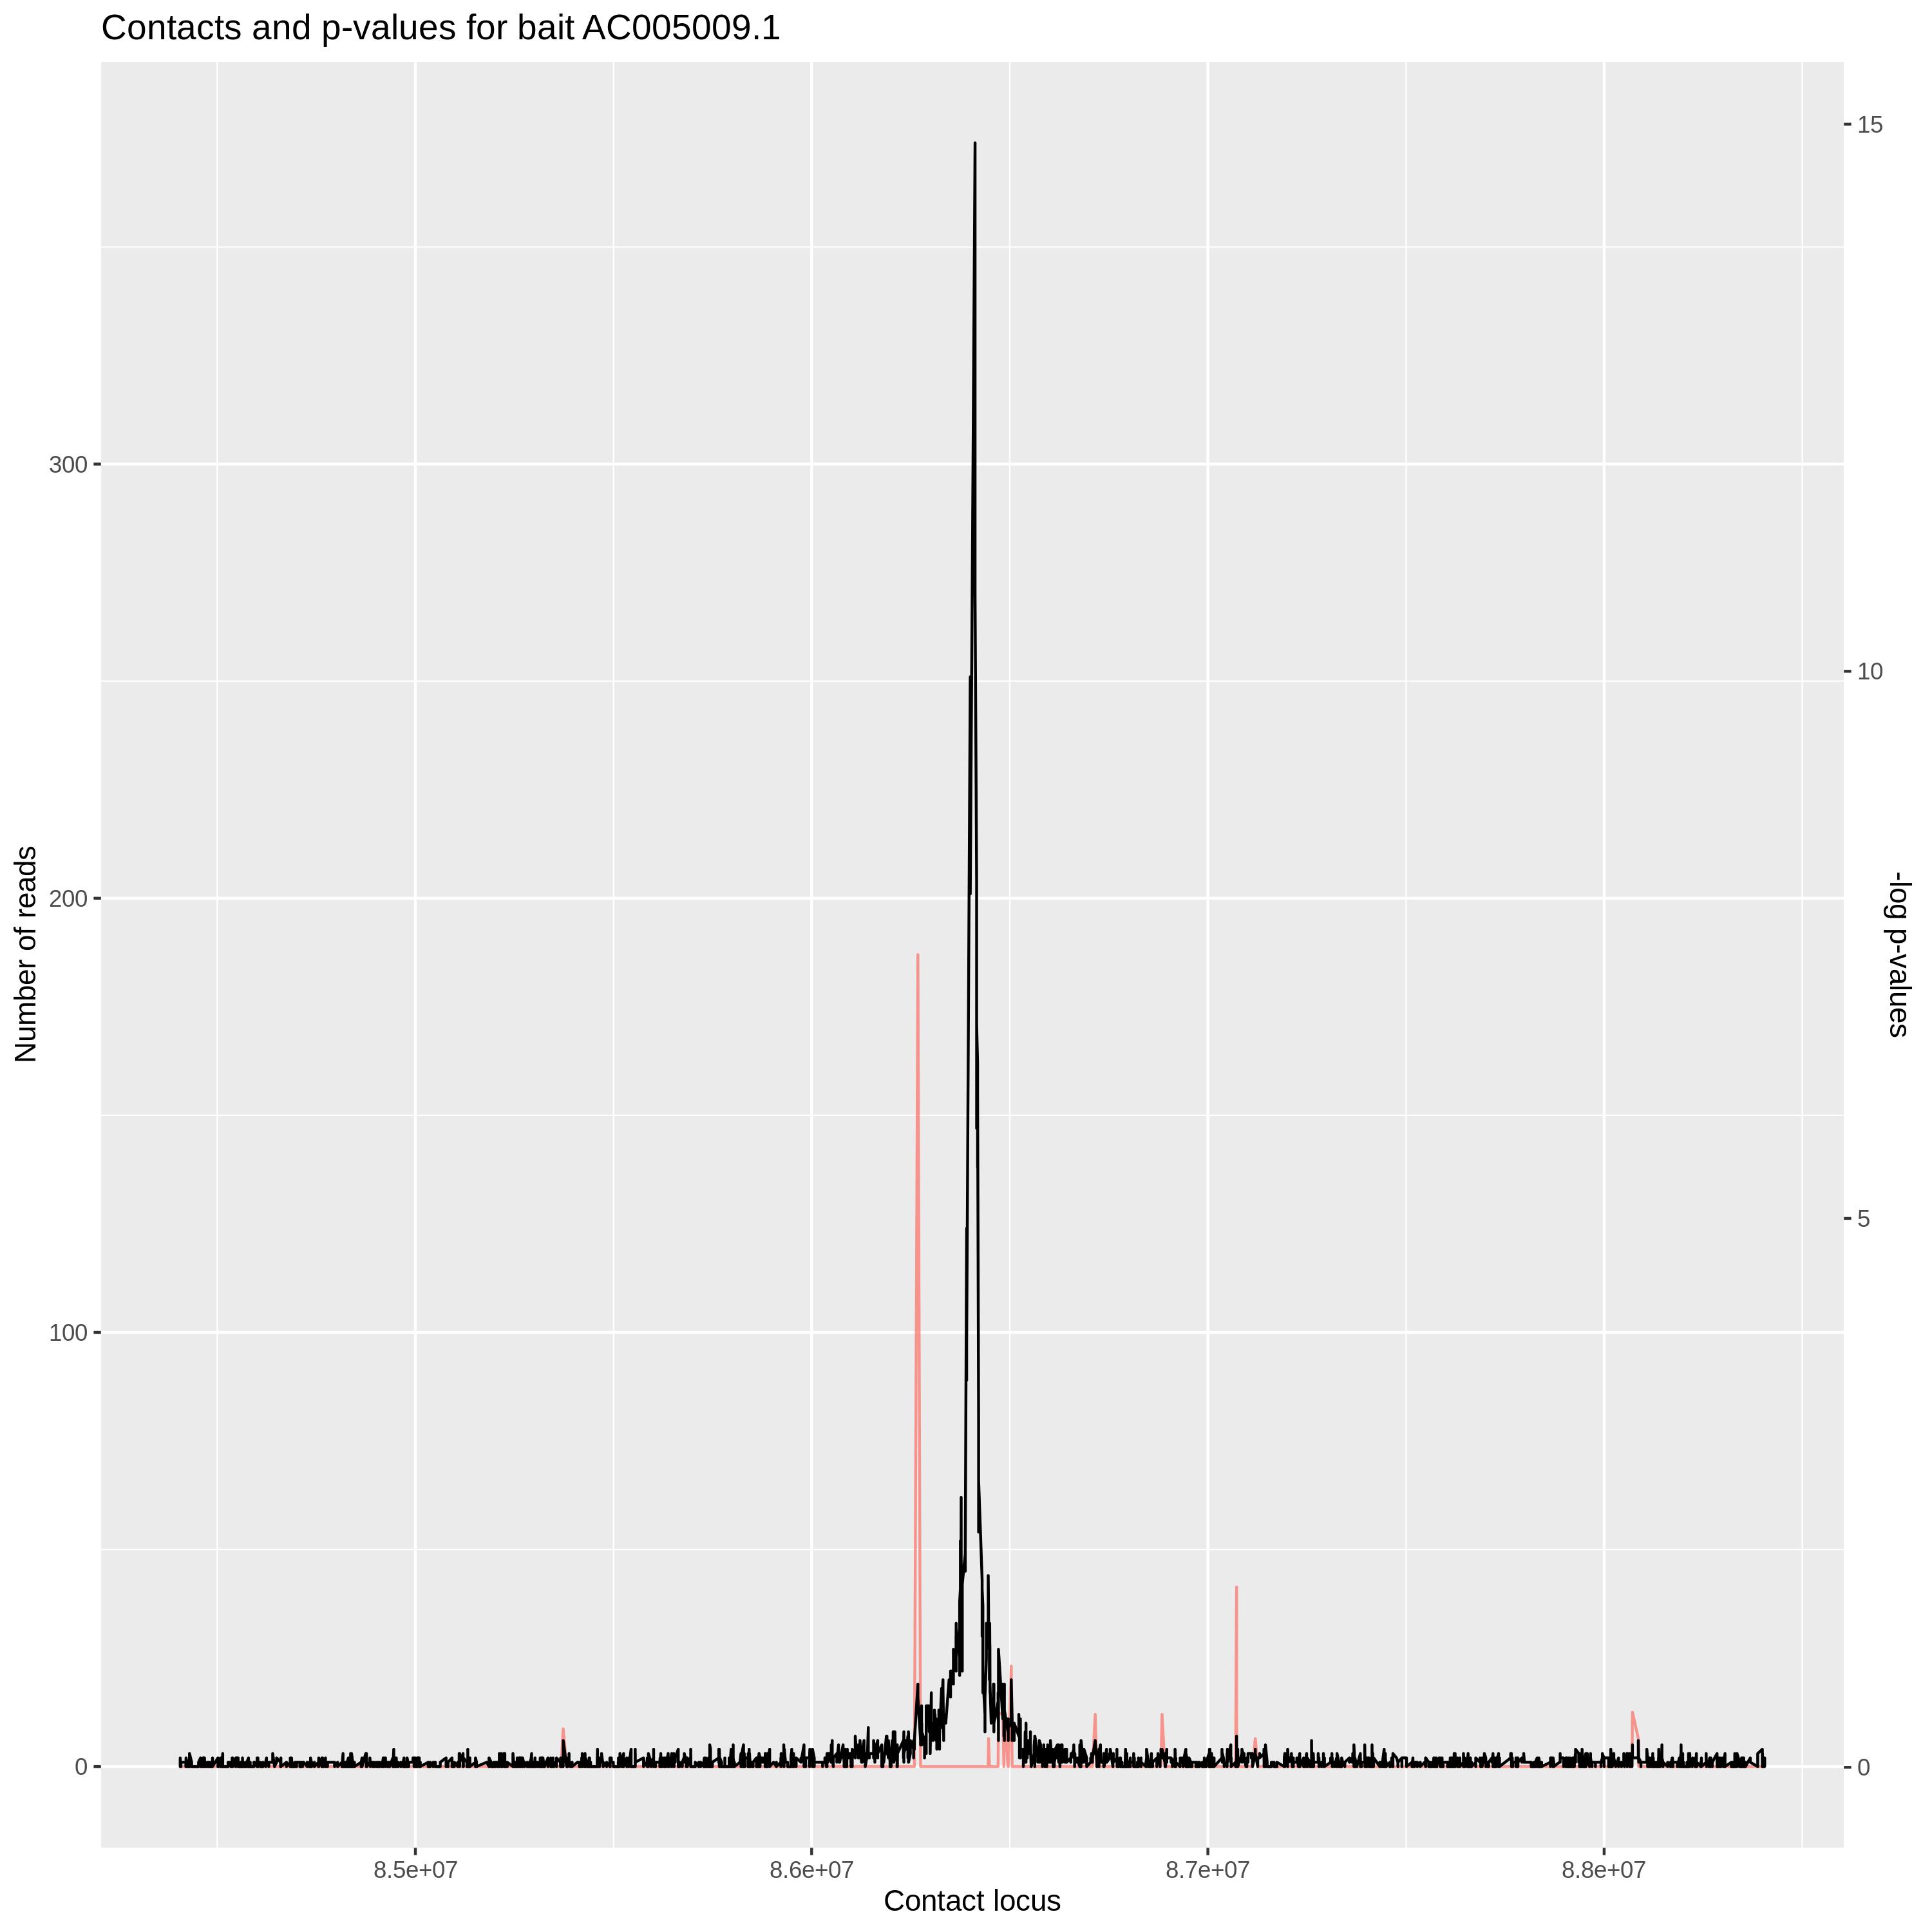 Contacts and p-values for bait AC005009.1
300
200
100
0
Number of reads
15
10
5
0
-log p-values
8.5e+07
8.6e+07
8.7e+07
8.8e+07
Contact locus